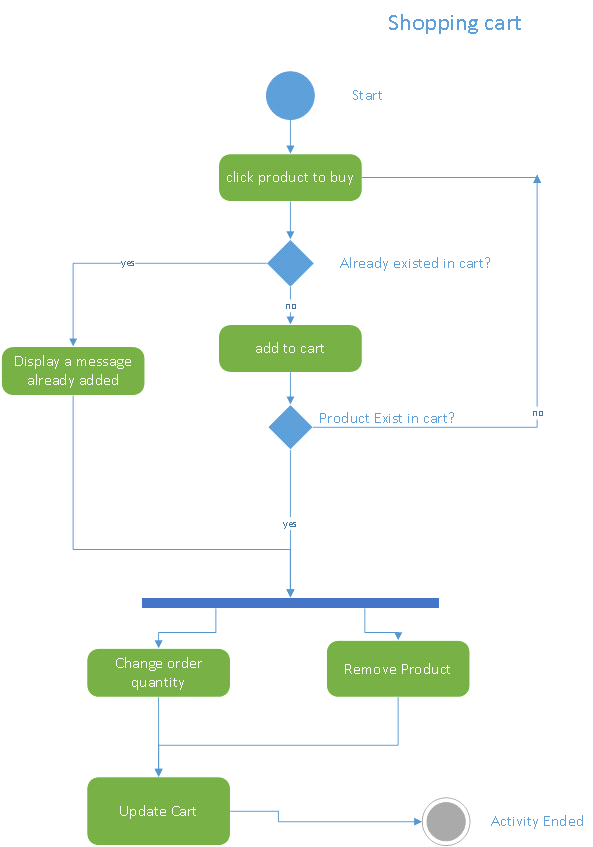 Shopping cart
Start
click product to buy
Already existed in cart?
yes
no
add to cart
Display a message
already added
Product Exist in cart?
no
yes
Change order
quantity
Remove Product
Update Cart
Activity Ended